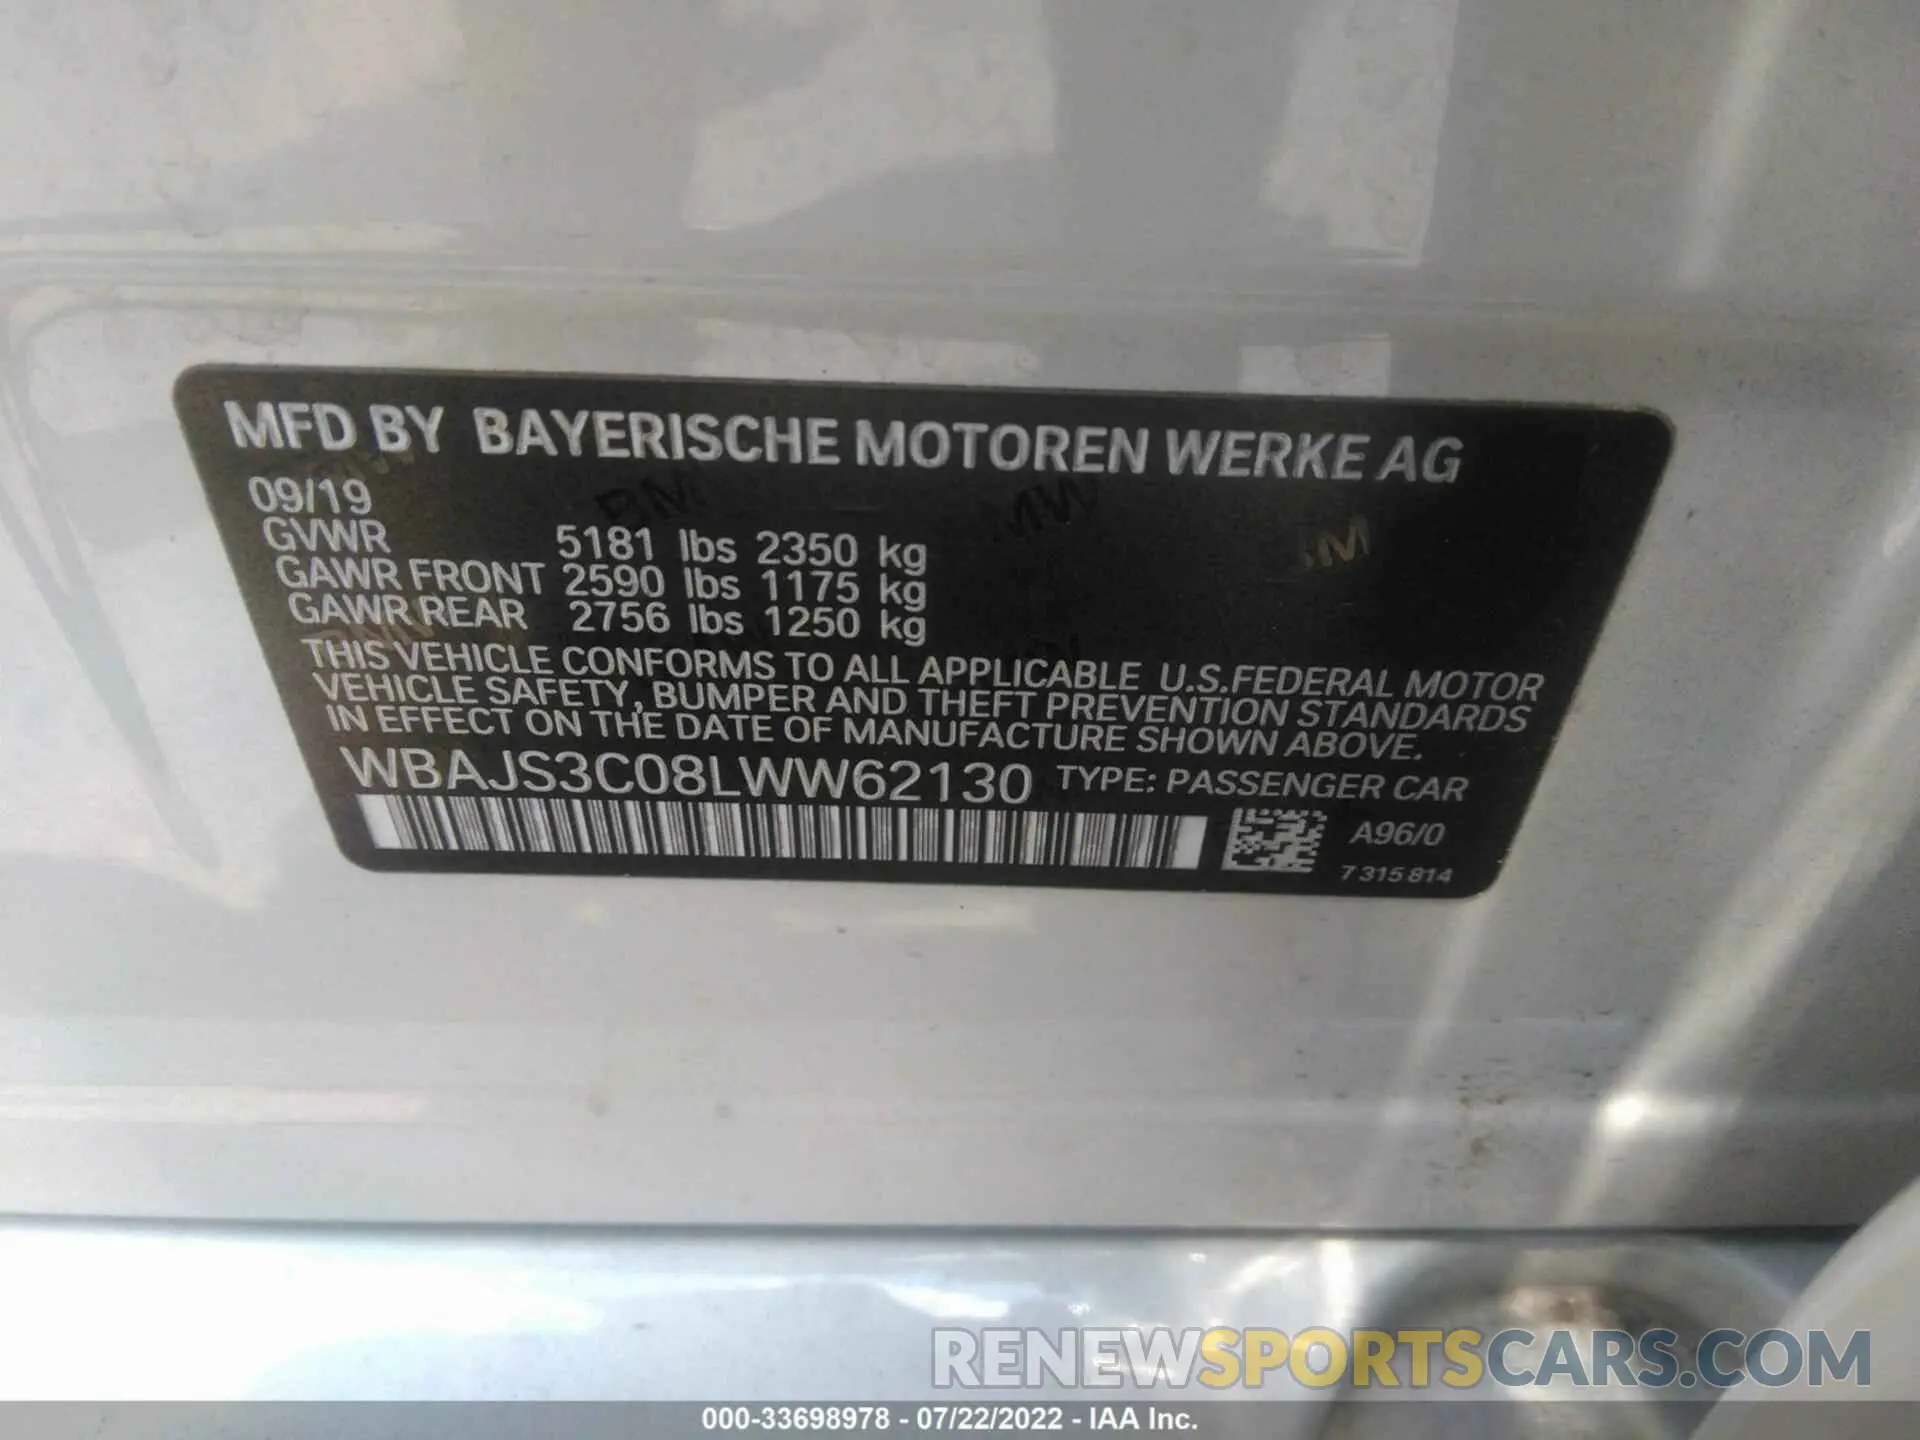 MFD BY BAYERISCHE MOTOREN WERKE AG
09/19
GVWR 5181 lbs 2350 kg
GAWR FRONT 2590 lbs 1175 kg
GAWR REAR 2756 lbs 1250 kg
THIS VEHICLE CONFORMS TO ALL APPLICABLE U.S.FEDERAL MOTOR
VEHICLE SAFETY, BUMPER AND THEFT PREVENTION STANDARDS
IN EFFECT ON THE DATE OF MANUFACTURE SHOWN ABOVE.
WBAJS3C08LWW62130 TYPE: PASSENGER CAR
A96/0
7 315 814
RENEWSPORTSCARS.COM
000-33698978 - 07/22/2022 - IAA Inc.